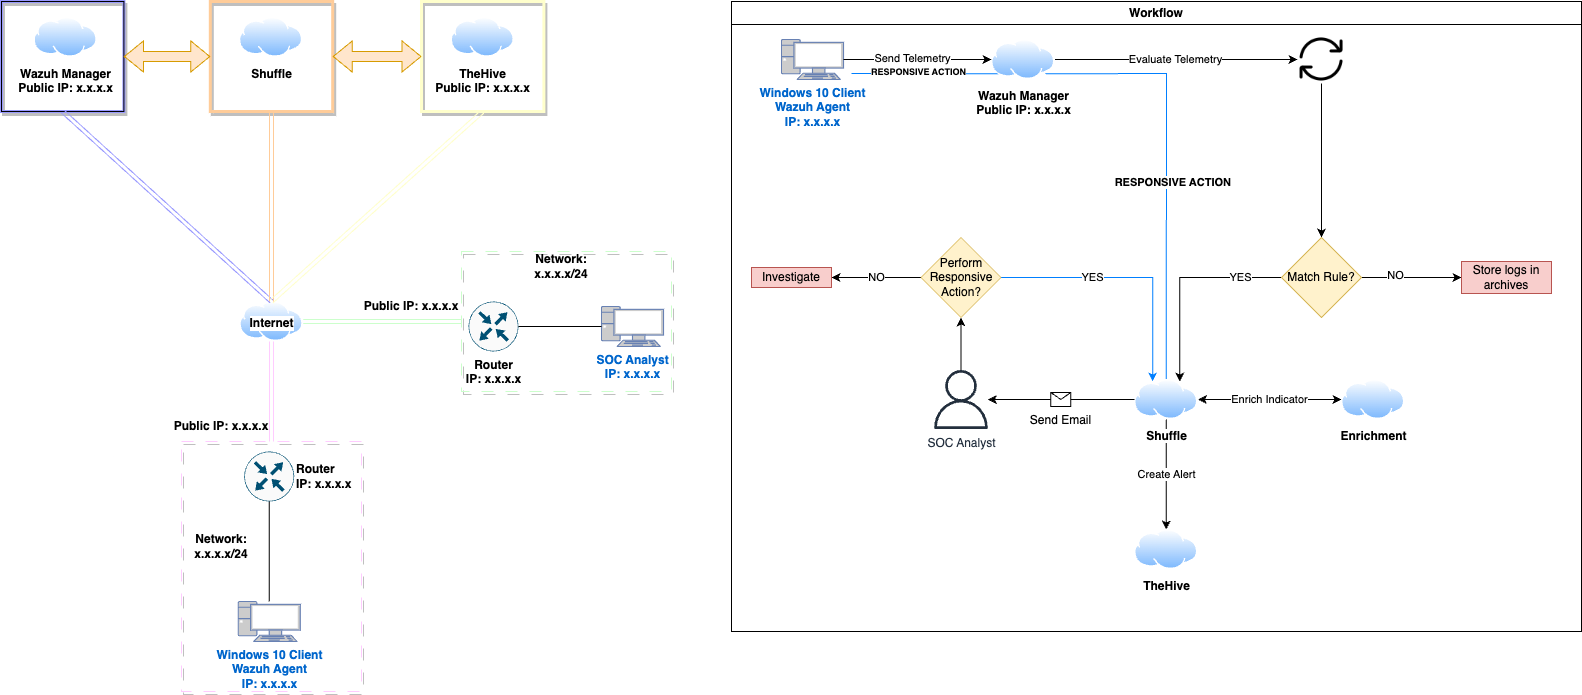 Wazuh Manager
Public IP: x.x.x.x
Shuffle
TheHive
Public IP: x.x.x.x
Internet
Public IP: x.x.x.x
Network:
x.x.x.x/24
Router
IP: x.x.x.x
SOC Analyst
IP: x.x.x.x
Public IP: x.x.x.x
Router
IP: x.x.x.x
Network:
x.x.x.x/24
Windows 10 Client
Wazuh Agent
IP: x.x.x.x
Workflow
Send Telemetry
RESPONSIVE ACTION
Evaluate Telemetry
Windows 10 Client
Wazuh Agent
IP: x.x.x.x
Wazuh Manager
Public IP: x.x.x.x
RESPONSIVE ACTION
Investigate
NO
Perform
Responsive
Action?
YES
YES
Match Rule?
NO
Store logs in
archives
SOC Analyst
Send Email
Shuffle
Enrich Indicator
Enrichment
Create Alert
TheHive